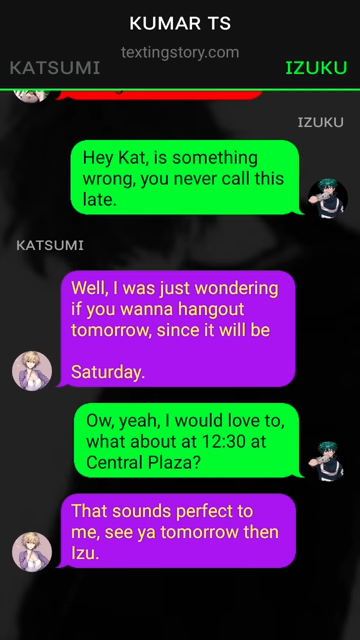 KUMAR TS
textingstory.com
KATSUMI
IZUKU
IZUKU
Hey Kat, is something
wrong, you never call this
late.
KATSUMI
Well, I was just wondering
if you wanna hangout
tomorrow, since it will be
Saturday.
Ow, yeah, I would love to,
what about at 12:30 at
Central Plaza?
That sounds perfect to
me, see ya tomorrow then
Izu.